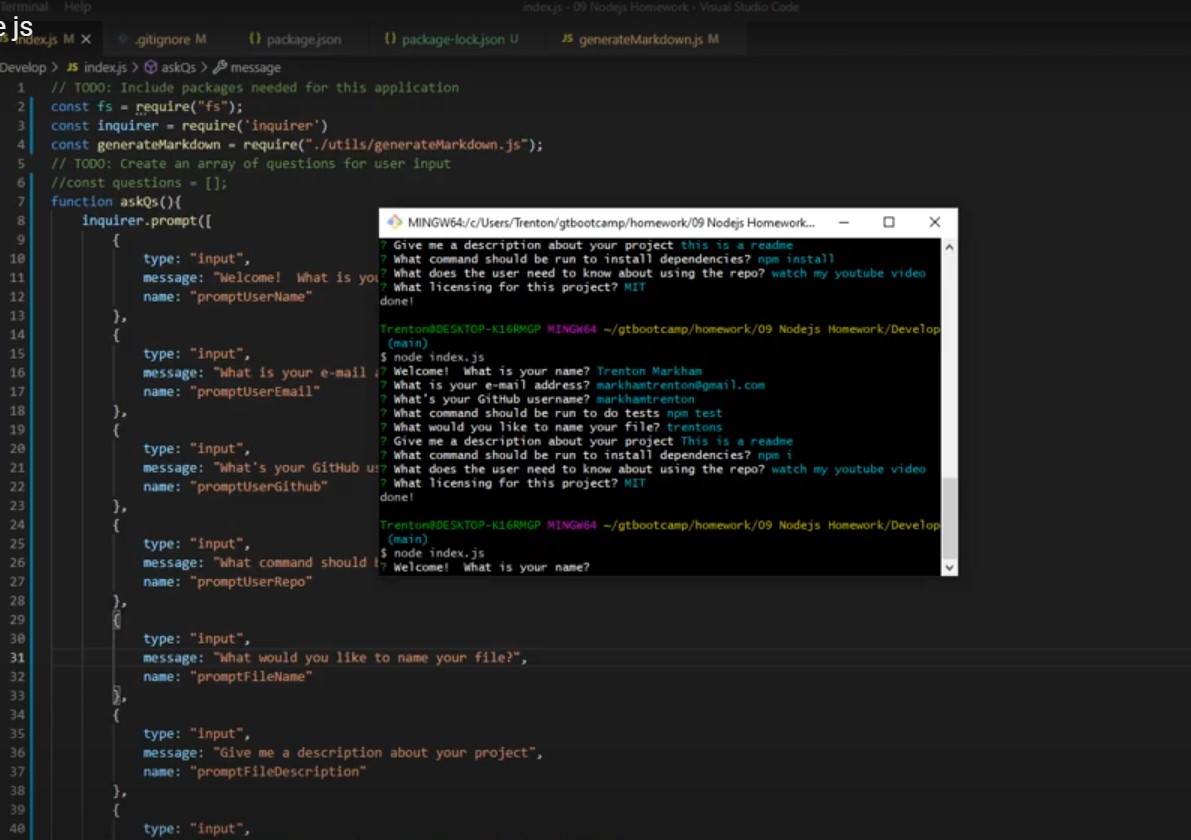 Terminal Help index.js - 09 Nodejs Homework - Visual Studio Code
e js
JS index.js M X .gitignore M {} package.json {} package-lock.json U JS generateMarkdown.js M
Develop > JS index.js > askQs > message
1 // TODO: Include packages needed for this application
2 const fs = require("fs");
3 const inquirer = require('inquirer')
4 const generateMarkdown = require("./utils/generateMarkdown.js");
5 // TODO: Create an array of questions for user input
6 //const questions = [];
7 function askQs(){
8 inquirer.prompt([
9 {
10 type: "input",
11 message: "Welcome!  What is you
12 name: "promptUserName"
13 },
14 {
15 type: "input",
16 message: "What is your e-mail a
17 name: "promptUserEmail"
18 },
19 {
20 type: "input",
21 message: "What's your GitHub us
22 name: "promptUserGithub"
23 },
24 {
25 type: "input",
26 message: "What command should b
27 name: "promptUserRepo"
28 },
29 {
30 type: "input",
31 message: "What would you like to name your file?",
32 name: "promptFileName"
33 },
34 {
35 type: "input",
36 message: "Give me a description about your project",
37 name: "promptFileDescription"
38 },
39 {
40 type: "input",
MINGW64:/c/Users/Trenton/gtbootcamp/homework/09 Nodejs Homework...
? Give me a description about your project this is a readme
? What command should be run to install dependencies? npm install
? What does the user need to know about using the repo? watch my youtube video
? What licensing for this project? MIT
done!
Trenton@DESKTOP-K16RMGP MINGW64 ~/gtbootcamp/homework/09 Nodejs Homework/Develop
(main)
$ node index.js
? Welcome!  What is your name? Trenton Markham
? What is your e-mail address? markhamtrenton@gmail.com
? What's your GitHub username? markhamtrenton
? What command should be run to do tests npm test
? What would you like to name your file? trentons
? Give me a description about your project This is a readme
? What command should be run to install dependencies? npm i
? What does the user need to know about using the repo? watch my youtube video
? What licensing for this project? MIT
done!
Trenton@DESKTOP-K16RMGP MINGW64 ~/gtbootcamp/homework/09 Nodejs Homework/Develop
(main)
$ node index.js
? Welcome!  What is your name?